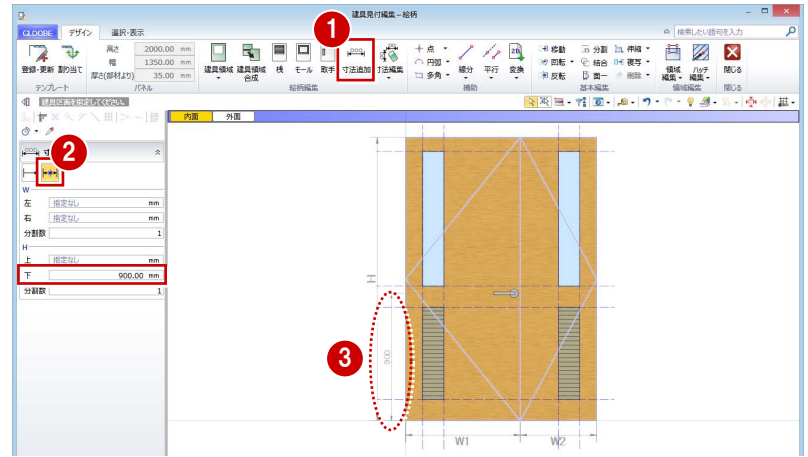 建具見付編集－絵柄
GLOOBE デザイン 選択・表示 検索したい語句を入力
登録・更新 割り当て
高さ 2000.00 mm
幅 1350.00 mm
厚さ(部材より) 35.00 mm
テンプレート パネル
建具領域 建具領域合成 桟 モール 取手 寸法追加 寸法編集
絵柄編集
点 円弧 多角 線分 平行 変換
補助
移動 分割 伸縮
回転 結合 複写
反転 面一 削除
基本編集
領域編集 ハッチ編集 閉じる
領域編集 閉じる
建具区画を指定してください。
内面 外面
1
2
寸
W
左 指定なし mm
右 指定なし mm
分割数 1
H
上 指定なし mm
下 900.00 mm
分割数 1
3
H
900
W1 W2